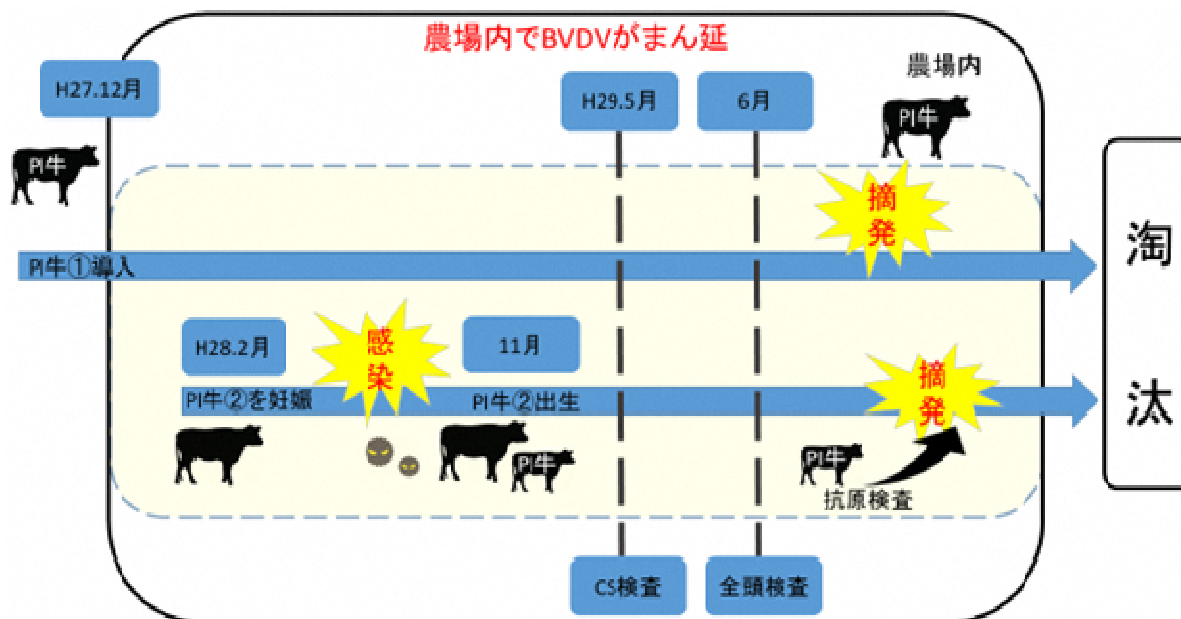 農場内でBVDVがまん延
H27.12月
H29.5月
6月
農場内
PI牛
PI牛
摘
発
淘
汰
PI牛①導入
H28.2月
感
染
11月
摘
発
PI牛②を妊娠
PI牛②出生
PI牛
PI牛
抗原検査
CS検査
全頭検査